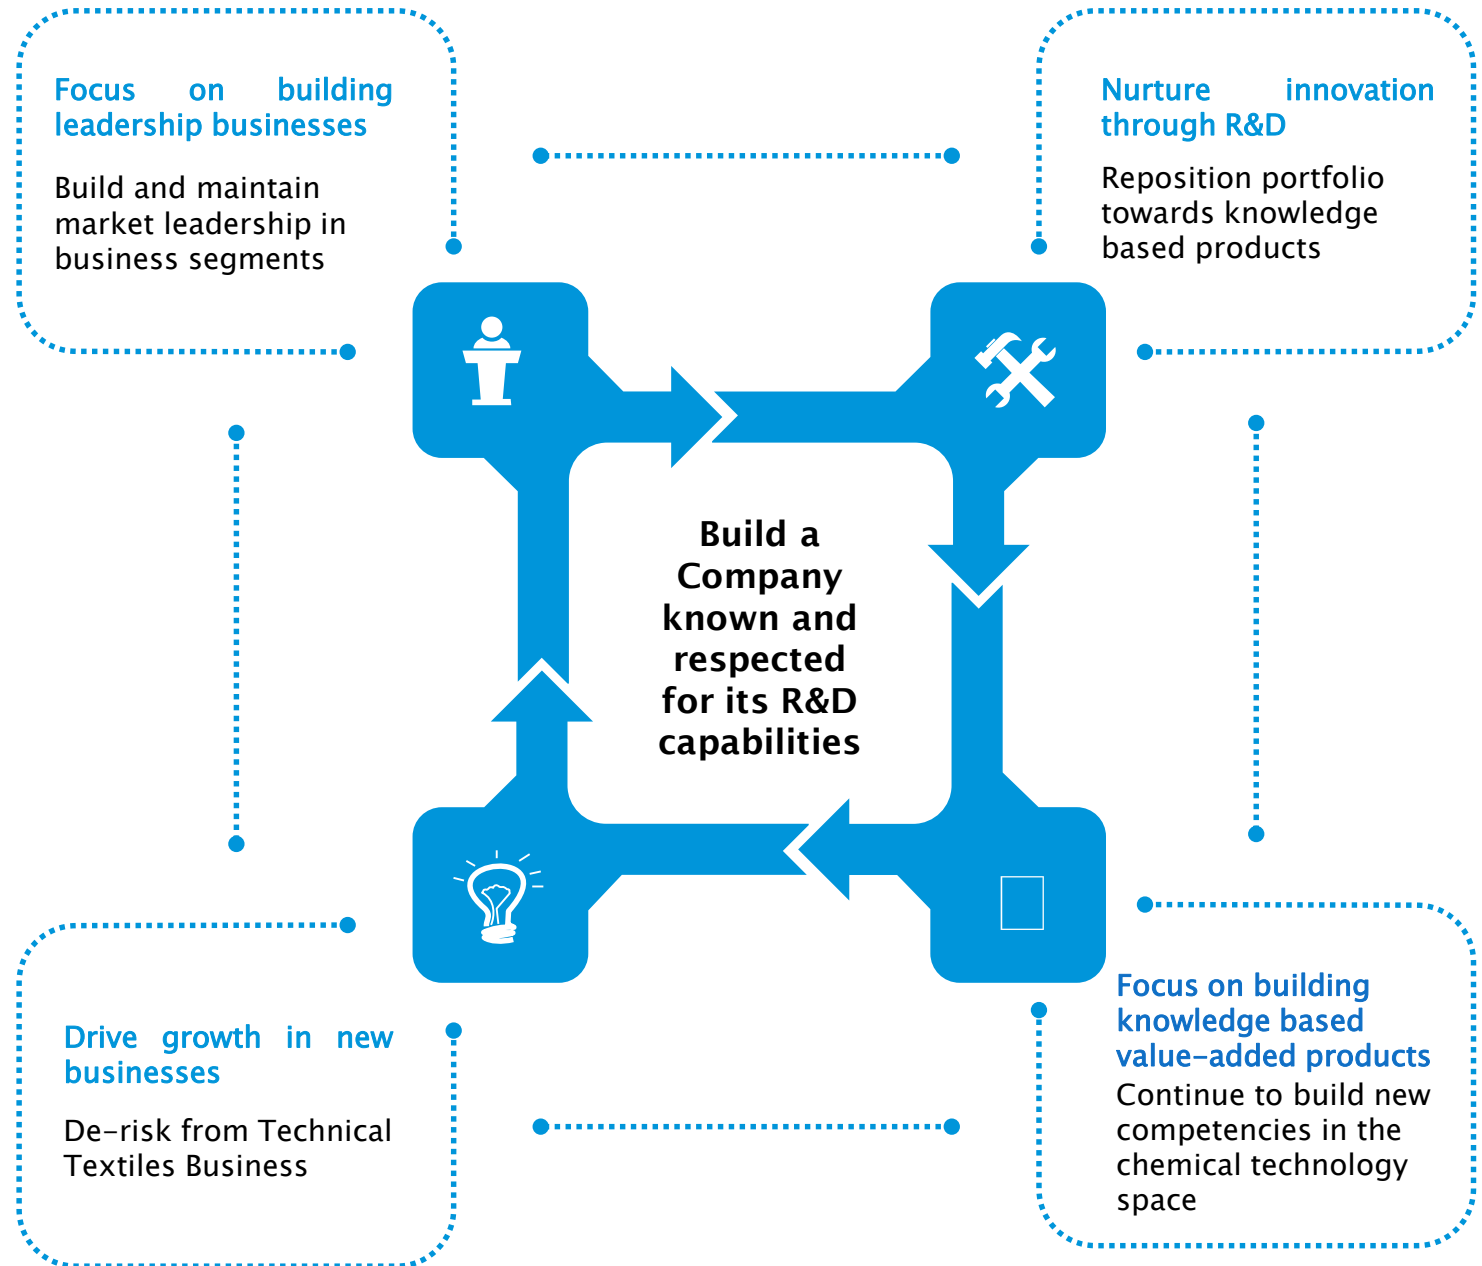 Focus on building
leadership businesses
Build and maintain
market leadership in
business segments
Nurture innovation
through R&D
Reposition portfolio
towards knowledge
based products
Build a
Company
known and
respected
for its R&D
capabilities
Drive growth in new
businesses
De-risk from Technical
Textiles Business
Focus on building
knowledge based
value-added products
Continue to build new
competencies in the
chemical technology
space